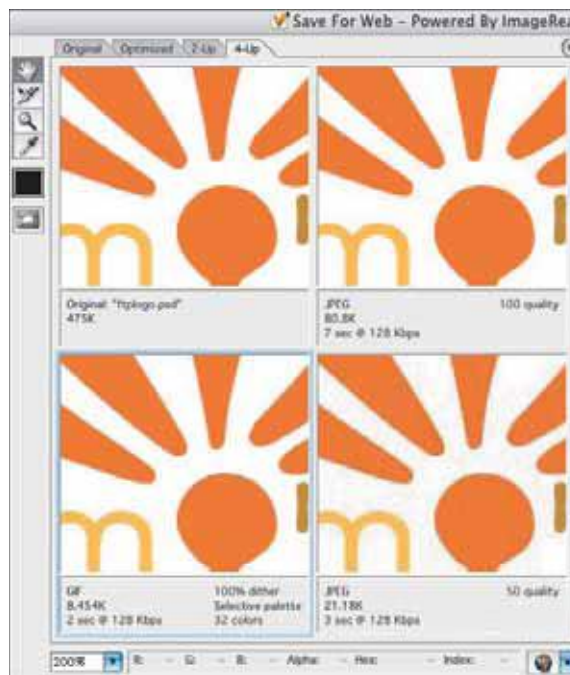 Save For Web – Powered By ImageRea
Original Optimized 2-Up 4-Up
m
m
Original: "ftplogo.psd"
475K
JPEG 100 quality
80.8K
7 sec @ 128 Kbps
m
m
GIF 100% dither
8.454K Selective palette
2 sec @ 128 Kbps 32 colors
JPEG 50 quality
21.18K
3 sec @ 128 Kbps
200% R: – G: – B: – Alpha: – Hex: – Index: –